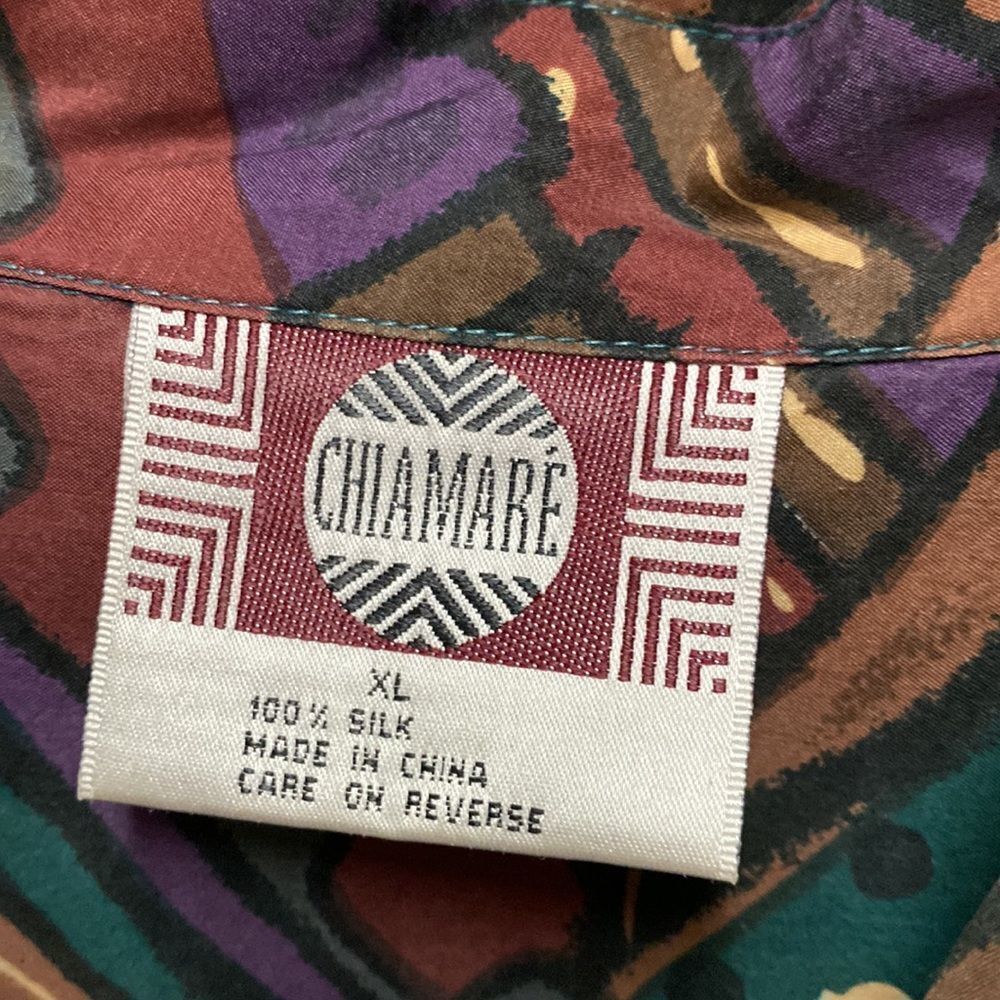 CHIAMARÉ
XL
100% SILK
MADE IN CHINA
CARE ON REVERSE